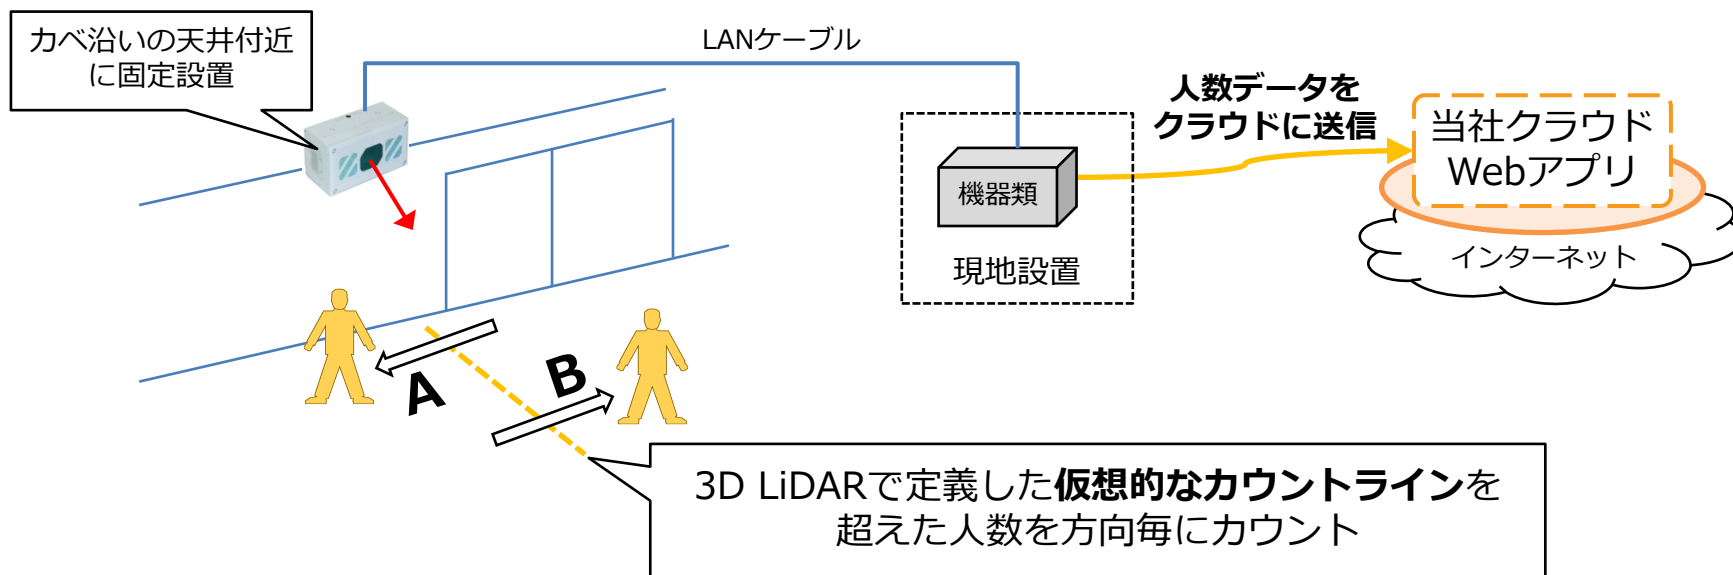 カベ沿いの天井付近
に固定設置
LANケーブル
人数データを
クラウドに送信
当社クラウド
Webアプリ
機器類
現地設置
インターネット
A
B
3D LiDARで定義した仮想的なカウントラインを
超えた人数を方向毎にカウント